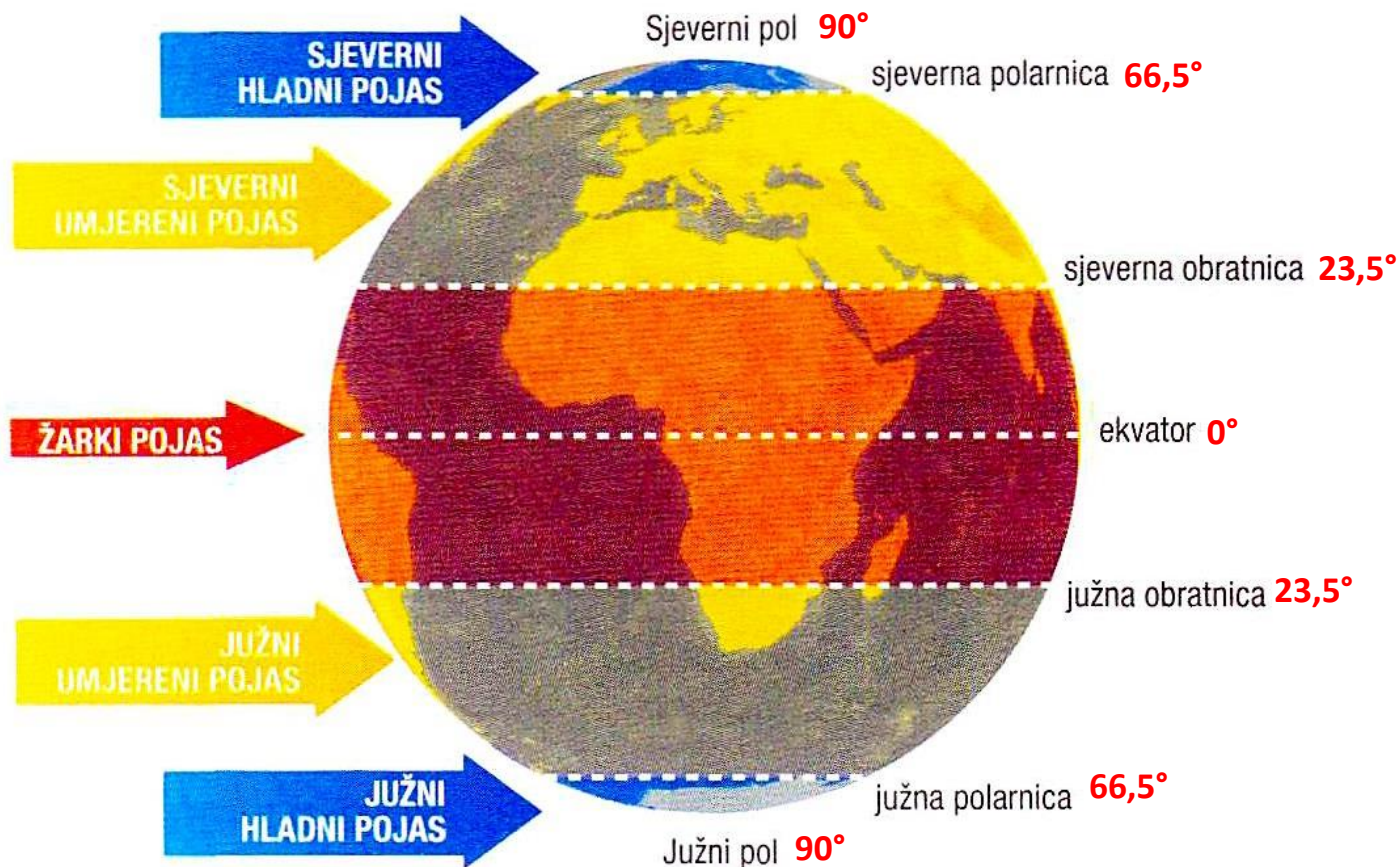 Sjeverni pol 90°
SJEVERNI
HLADNI POJAS
sjeverna polarnica 66,5°
SJEVERNI
UMJERENI POJAS
sjeverna obratnica 23,5°
ŽARKI POJAS
ekvator 0°
južna obratnica 23,5°
JUŽNI
UMJERENI POJAS
JUŽNI
HLADNI POJAS
južna polarnica 66,5°
Južni pol 90°